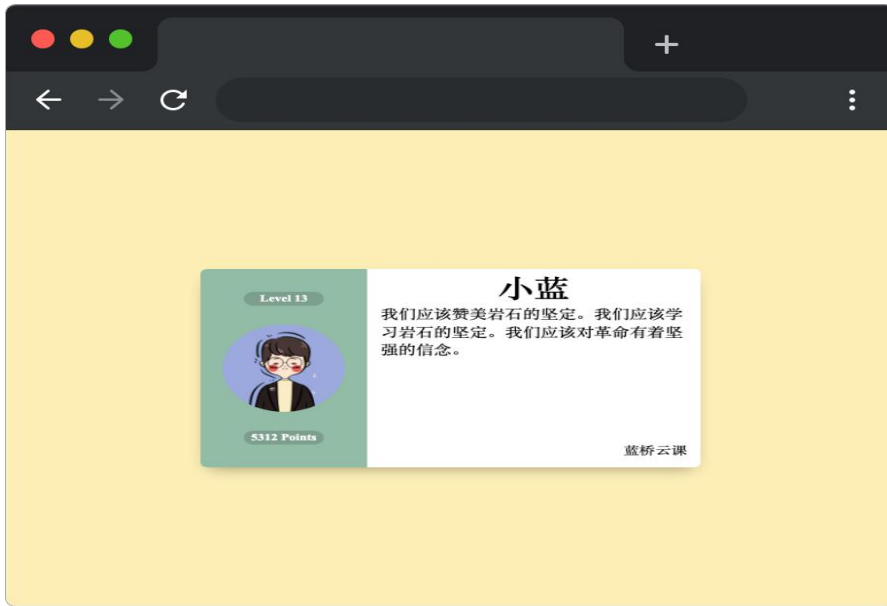 Level 13
5312 Points
小蓝
我们应该赞美岩石的坚定。我们应该学
习岩石的坚定。我们应该对革命有着坚
强的信念。
蓝桥云课